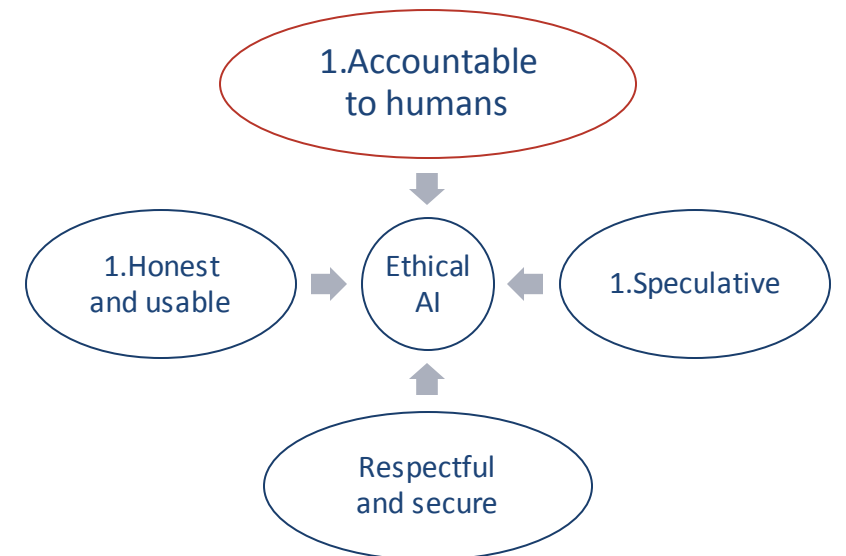 1.Accountable
to humans
1.Honest
and usable
Ethical
AI
1.Speculative
Respectful
and secure